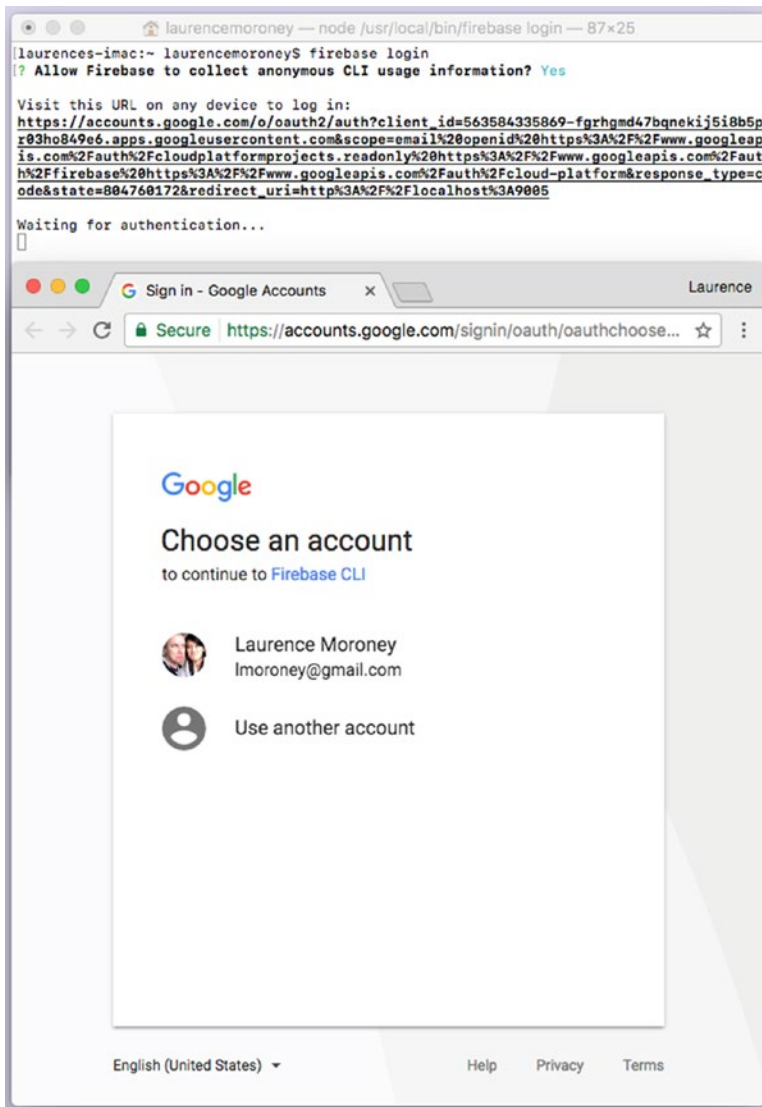 laurencemoroney — node /usr/local/bin/firebase login — 87×25
[laurences-imac:~ laurencemoroney$ firebase login
[? Allow Firebase to collect anonymous CLI usage information? Yes
Visit this URL on any device to log in:
https://accounts.google.com/o/oauth2/auth?client_id=563584335869-fgrhgmd47bqnekij5i8b5p
r03ho849e6.apps.googleusercontent.com&scope=email%20openid%20https%3A%2F%2Fwww.googleap
is.com%2Fauth%2Fcloudplatformprojects.readonly%20https%3A%2F%2Fwww.googleapis.com%2Faut
h%2Ffirebase%20https%3A%2F%2Fwww.googleapis.com%2Fauth%2Fcloud-platform&response_type=c
ode&state=804760172&redirect_uri=http%3A%2F%2Flocalhost%3A9005
Waiting for authentication...
Sign in - Google Accounts
Laurence
Secure https://accounts.google.com/signin/oauth/oauthchoose...
Google
Choose an account
to continue to Firebase CLI
Laurence Moroney
lmoroney@gmail.com
Use another account
English (United States)
Help Privacy Terms